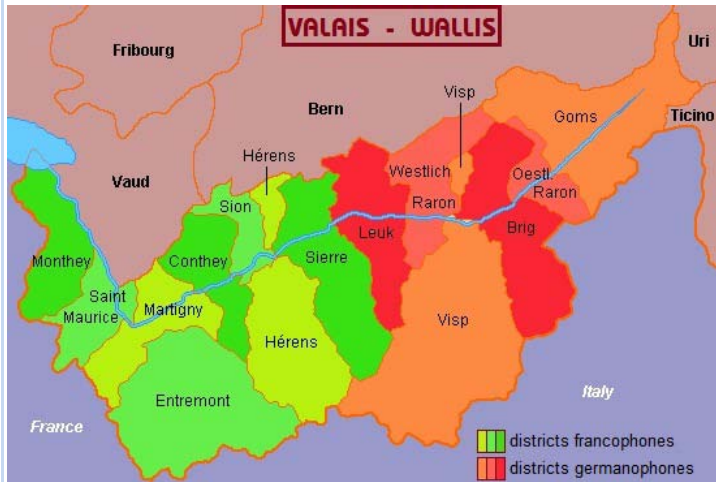 VALAIS - WALLIS
Fribourg
Uri
Bern
Visp
Goms
Ticino
Hérens
Westlich
Raron
Oestl.
Raron
Vaud
Sion
Leuk
Brig
Monthey
Conthey
Sierre
Saint
Maurice
Martigny
Visp
Hérens
Entremont
Italy
France
districts francophones
districts germanophones